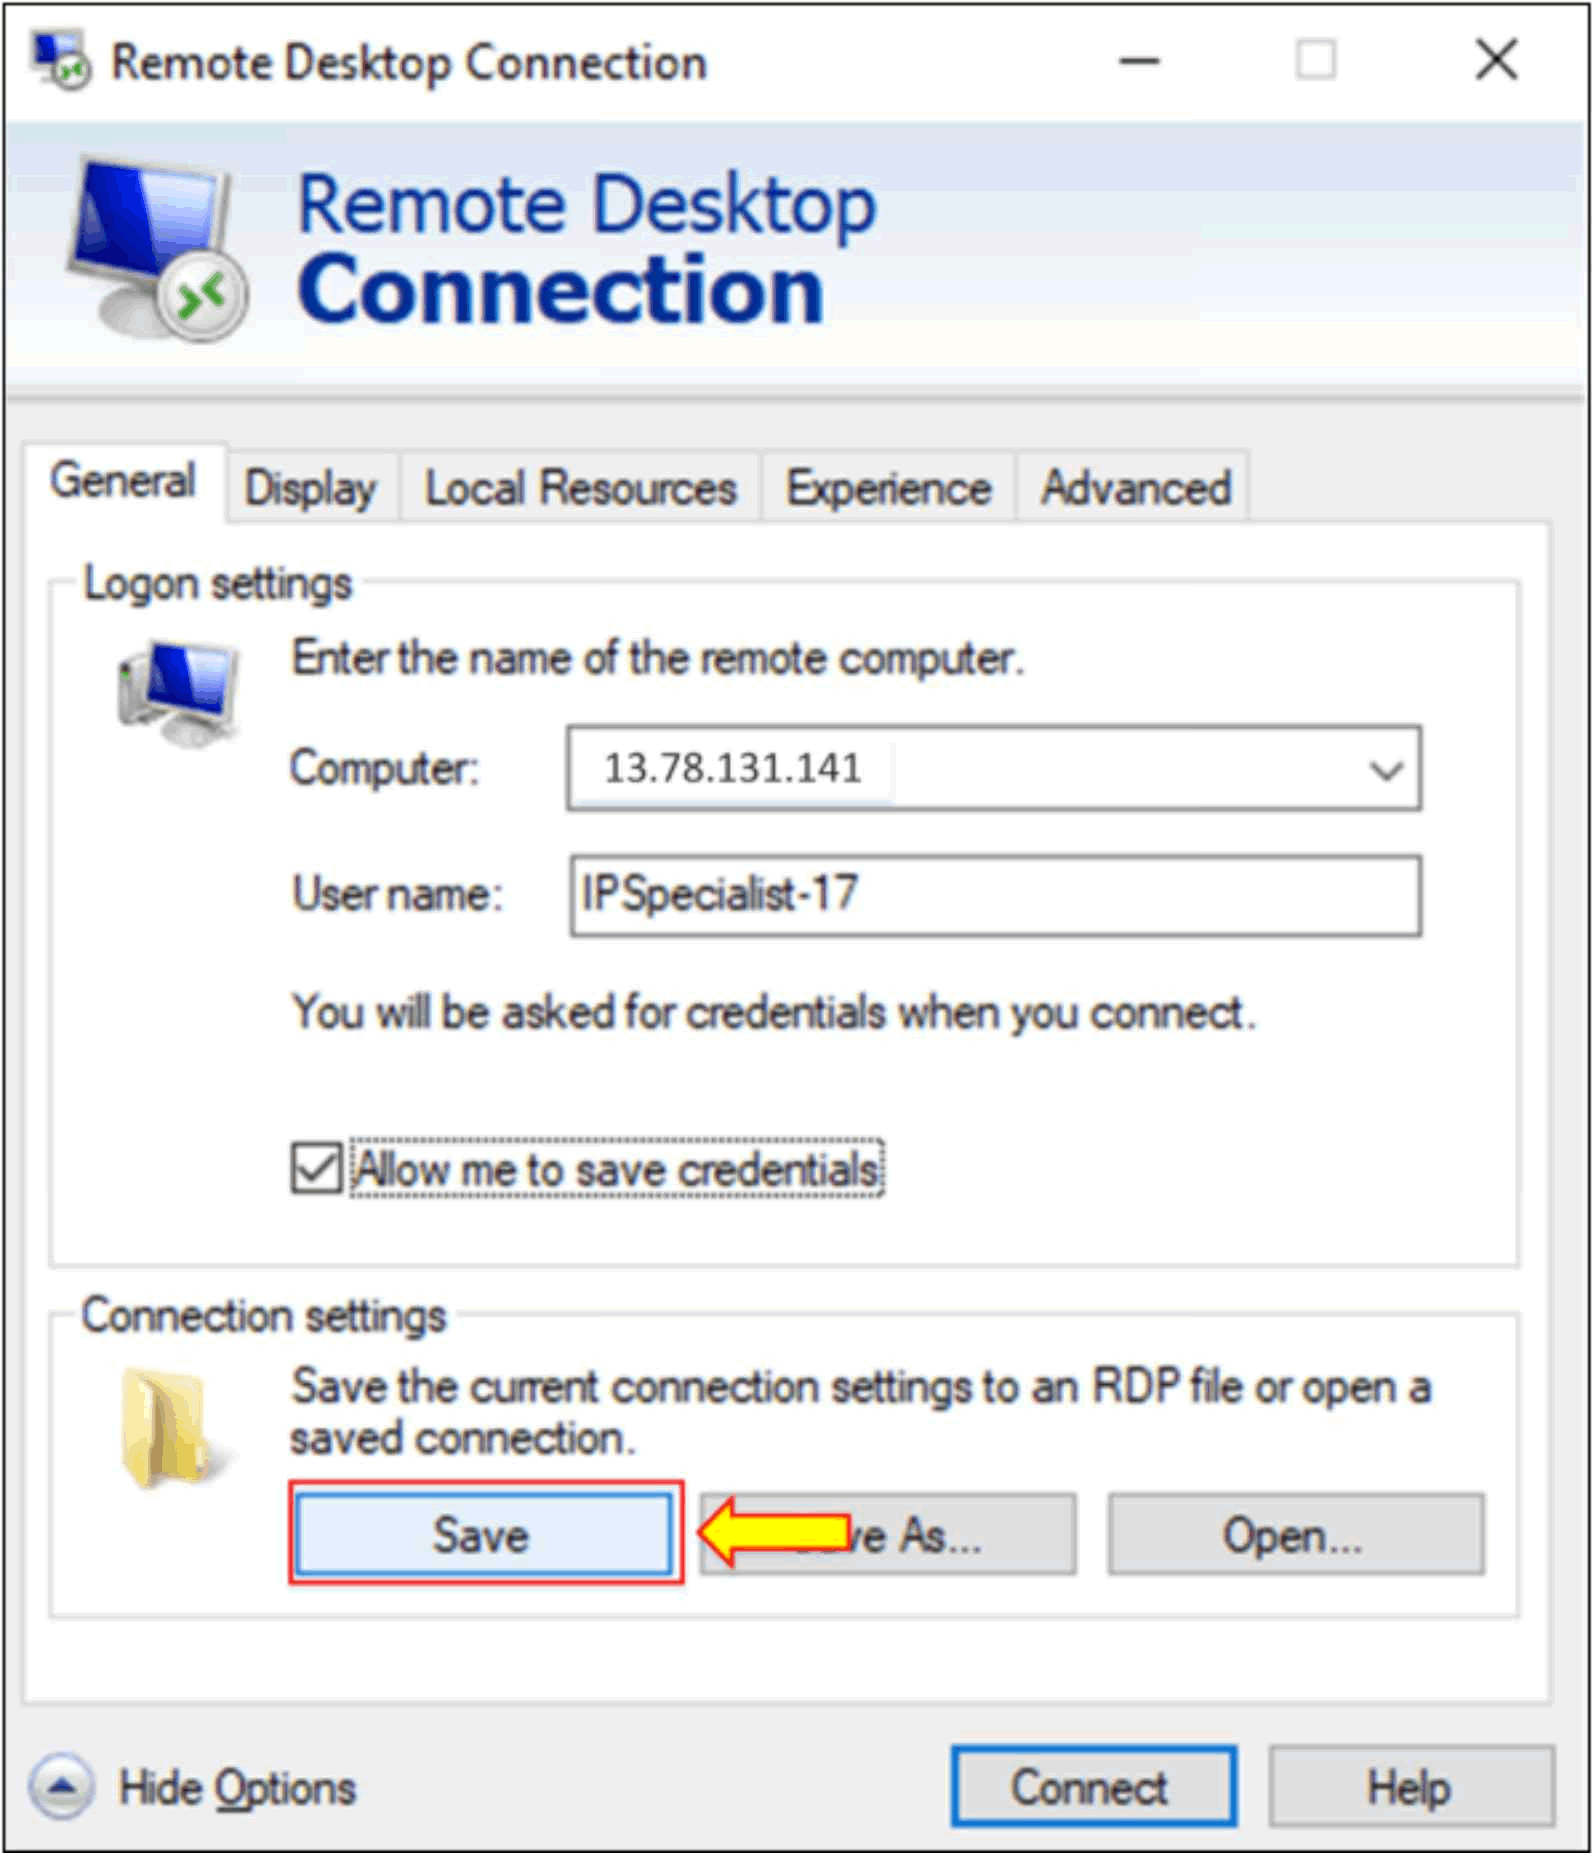 Remote Desktop Connection
Remote Desktop
Connection
General
Display
Local Resources
Experience
Advanced
Logon settings
Enter the name of the remote computer.
Computer:
13.78.131.141
User name:
IPSpecialist-17
You will be asked for credentials when you connect.
Allow me to save credentials
Connection settings
Save the current connection settings to an RDP file or open a
saved connection.
Save
As...
Open...
Hide Options
Connect
Help